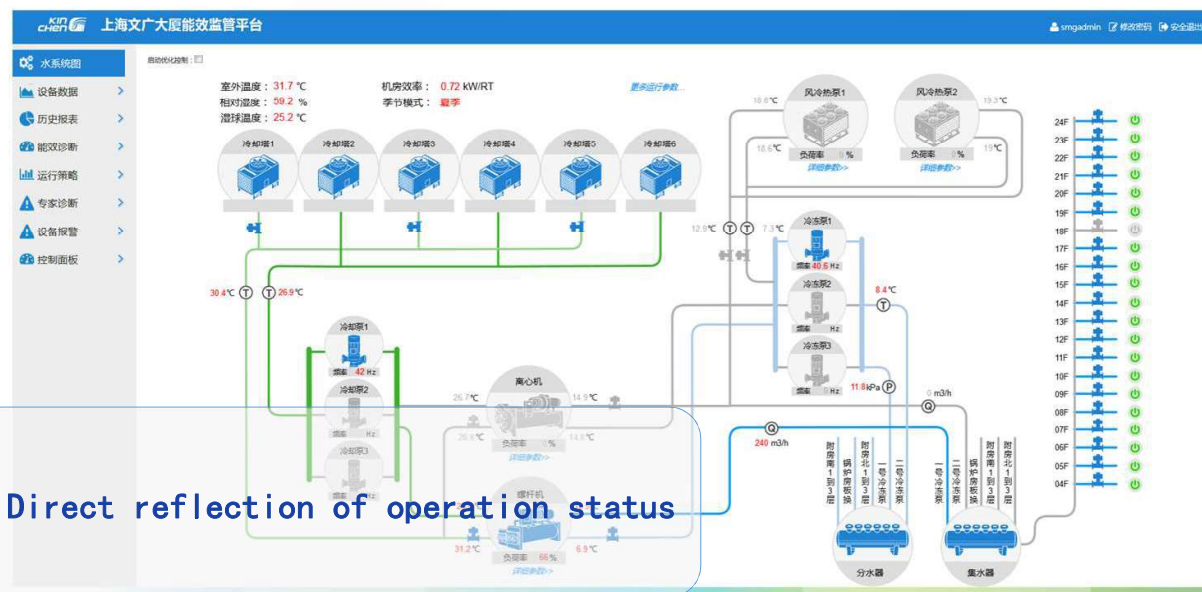 KIN CHEN 上海文广大厦能效监管平台
smgadmin 修改密码 安全退出
水系统图
设备数据
历史报表
能效诊断
运行策略
专家诊断
设备报警
控制面板
启动优化控制：
室外温度： 31.7 ℃
相对湿度： 59.2 %
湿球温度： 25.2 ℃
机房效率： 0.72 kW/RT
季节模式： 夏季
更多运行参数...
冷却塔1
冷却塔2
冷却塔3
冷却塔4
冷却塔5
冷却塔6
30.4℃ T
T 26.9℃
冷却泵1
频率 42 Hz
冷却泵2
频率 Hz
冷却泵3
Hz
离心机
26.7℃
14.9℃
26.8℃
14.8℃
负荷率 %
详细参数>>
螺杆机
31.2℃
6.9℃
负荷率 66 %
详细参数>>
风冷热泵1
18.6℃
18.6℃
负荷率 %
详细参数>>
风冷热泵2
19.3℃
19℃
负荷率 %
详细参数>>
12.9℃ T T 7.3℃
冷冻泵1
频率 40.6 Hz
冷冻泵2
频率 Hz
冷冻泵3
频率 Hz
8.4℃
T
11.8kPa P
0 m3/h
Q
Q
240 m3/h
附房南1到3层
锅炉房板换
附房北1到3层
一号冷冻泵
二号冷冻泵
一号冷冻泵
二号冷冻泵
锅炉房板换
附房南1到3层
附房北1到3层
分水器
集水器
24F
23F
22F
21F
20F
19F
18F
17F
16F
15F
14F
13F
12F
11F
10F
09F
08F
07F
06F
05F
04F
Direct reflection of operation status